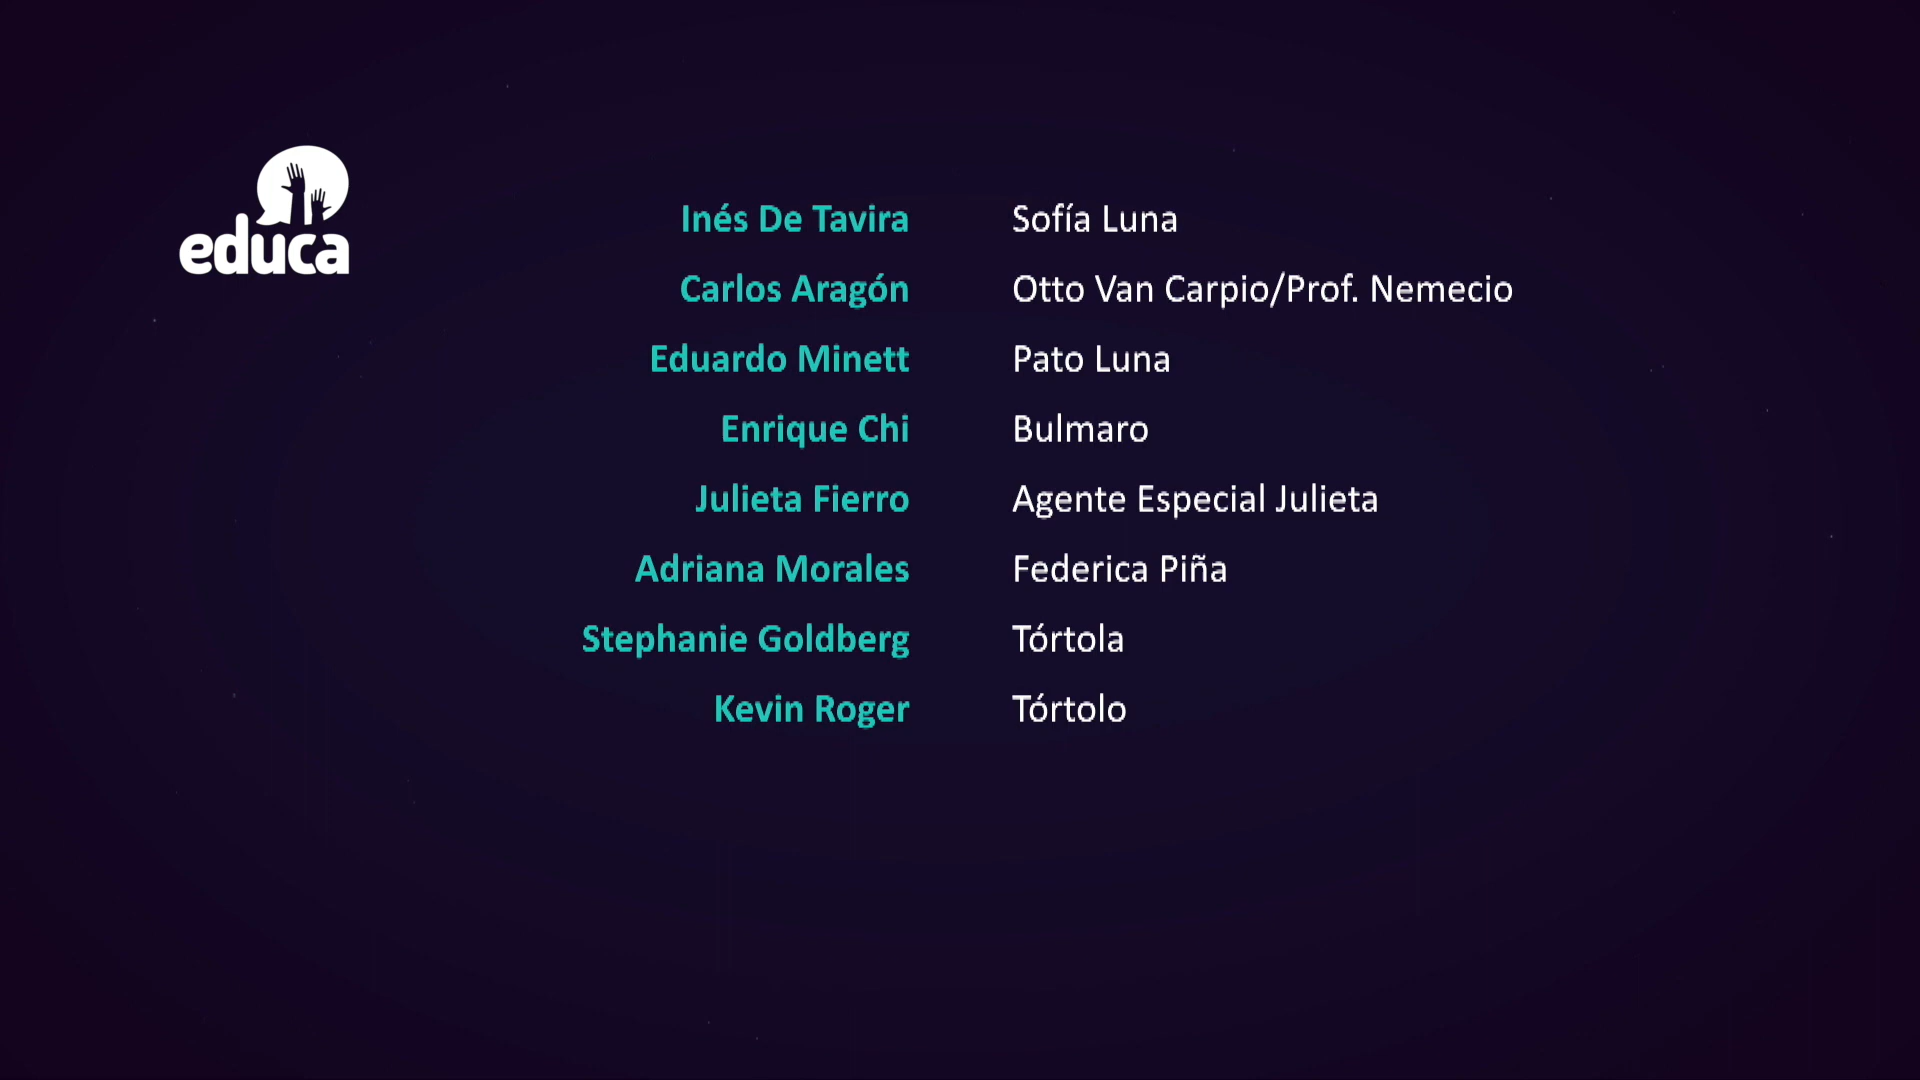 educa
Inés De Tavira Sofía Luna
Carlos Aragón Otto Van Carpio/Prof. Nemecio
Eduardo Minett Pato Luna
Enrique Chi Bulmaro
Julieta Fierro Agente Especial Julieta
Adriana Morales Federica Piña
Stephanie Goldberg Tórtola
Kevin Roger Tórtolo